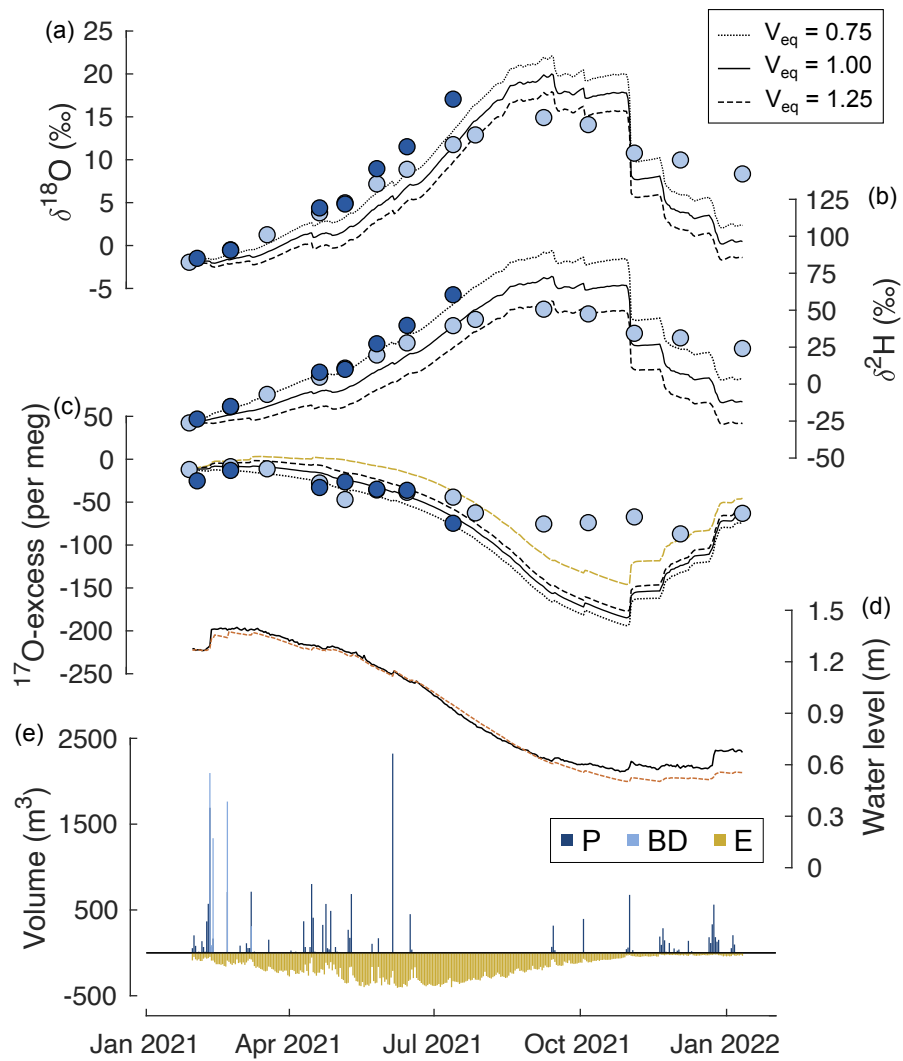 (a)
25
20
15
10
5
0
-5
δ18O (‰)
Veq = 0.75
Veq = 1.00
Veq = 1.25
(b)
125
100
75
50
25
0
-25
-50
δ2H (‰)
(c)
50
0
-50
-100
-150
-200
-250
17O-excess (per meg)
(d)
1.5
1.2
0.9
0.6
0.3
0
Water level (m)
(e)
2500
1500
500
-500
Volume (m3)
P BD E
Jan 2021 Apr 2021 Jul 2021 Oct 2021 Jan 2022